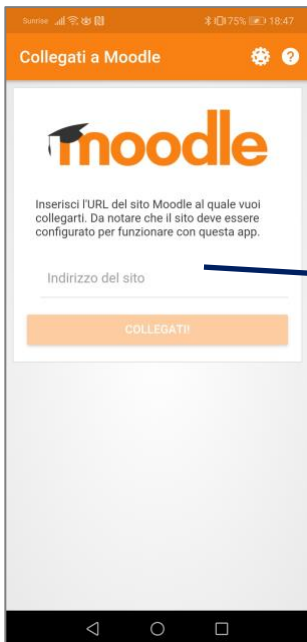 Sunrise 75% 18:47
Collegati a Moodle
moodle
Inserisci l'URL del sito Moodle al quale vuoi
collegarti. Da notare che il sito deve essere
configurato per funzionare con questa app.
Indirizzo del sito
COLLEGATI!